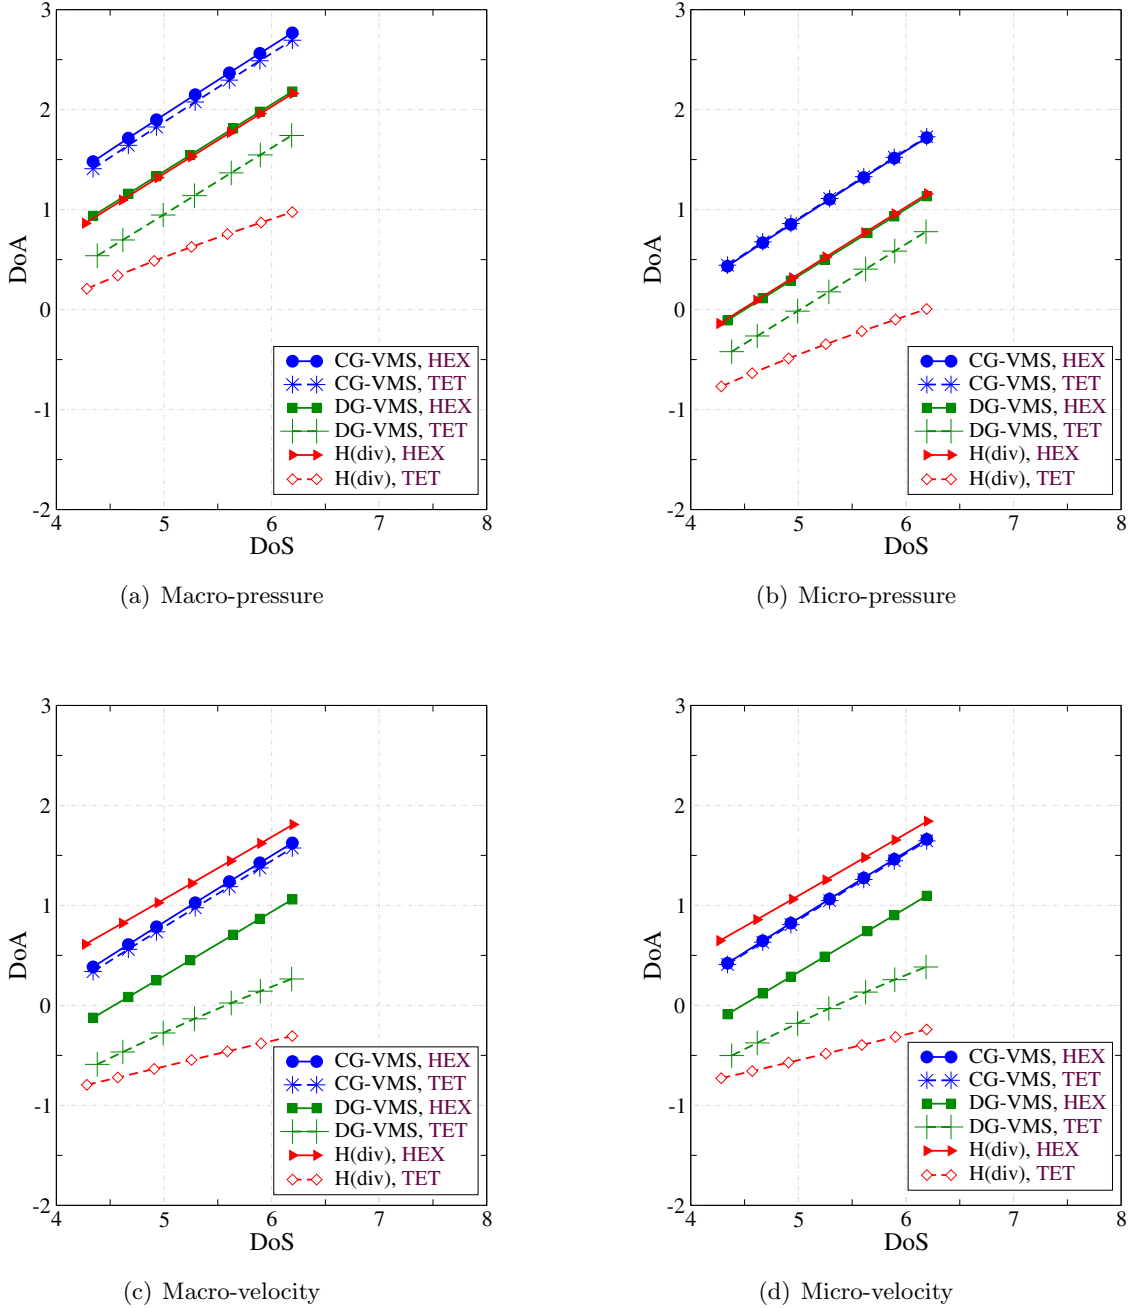 3
2
1
0
-1
-2
4
5
6
7
8
DoS
DoA
CG-VMS, HEX
CG-VMS, TET
DG-VMS, HEX
DG-VMS, TET
H(div), HEX
H(div), TET
(a) Macro-pressure
3
2
1
0
-1
-2
4
5
6
7
8
DoS
DoA
CG-VMS, HEX
CG-VMS, TET
DG-VMS, HEX
DG-VMS, TET
H(div), HEX
H(div), TET
(b) Micro-pressure
3
2
1
0
-1
-2
4
5
6
7
8
DoS
DoA
CG-VMS, HEX
CG-VMS, TET
DG-VMS, HEX
DG-VMS, TET
H(div), HEX
H(div), TET
(c) Macro-velocity
3
2
1
0
-1
-2
4
5
6
7
8
DoS
DoA
CG-VMS, HEX
CG-VMS, TET
DG-VMS, HEX
DG-VMS, TET
H(div), HEX
H(div), TET
(d) Micro-velocity